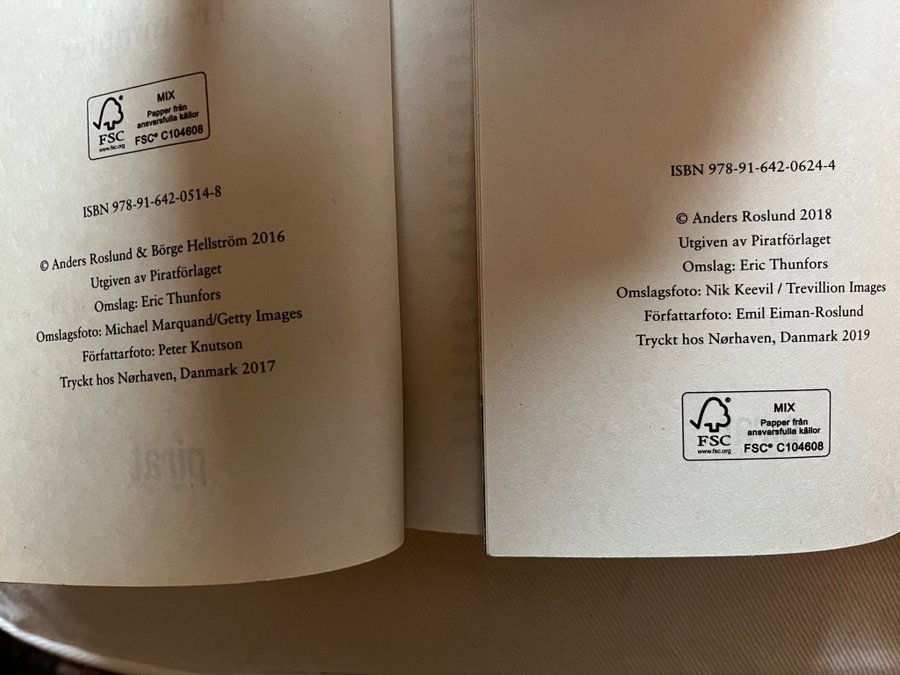 FSC
www.fsc.org
MIX
Papper från
ansvarsfulla källor
FSC® C104608
ISBN 978-91-642-0514-8
© Anders Roslund & Börge Hellström 2016
Utgiven av Piratförlaget
Omslag: Eric Thunfors
Omslagsfoto: Michael Marquand/Getty Images
Författarfoto: Peter Knutson
Tryckt hos Nørhaven, Danmark 2017
pirat
ISBN 978-91-642-0624-4
© Anders Roslund 2018
Utgiven av Piratförlaget
Omslag: Eric Thunfors
Omslagsfoto: Nik Keevil / Trevillion Images
Författarfoto: Emil Eiman-Roslund
Tryckt hos Nørhaven, Danmark 2019
FSC
www.fsc.org
MIX
Papper från
ansvarsfulla källor
FSC® C104608